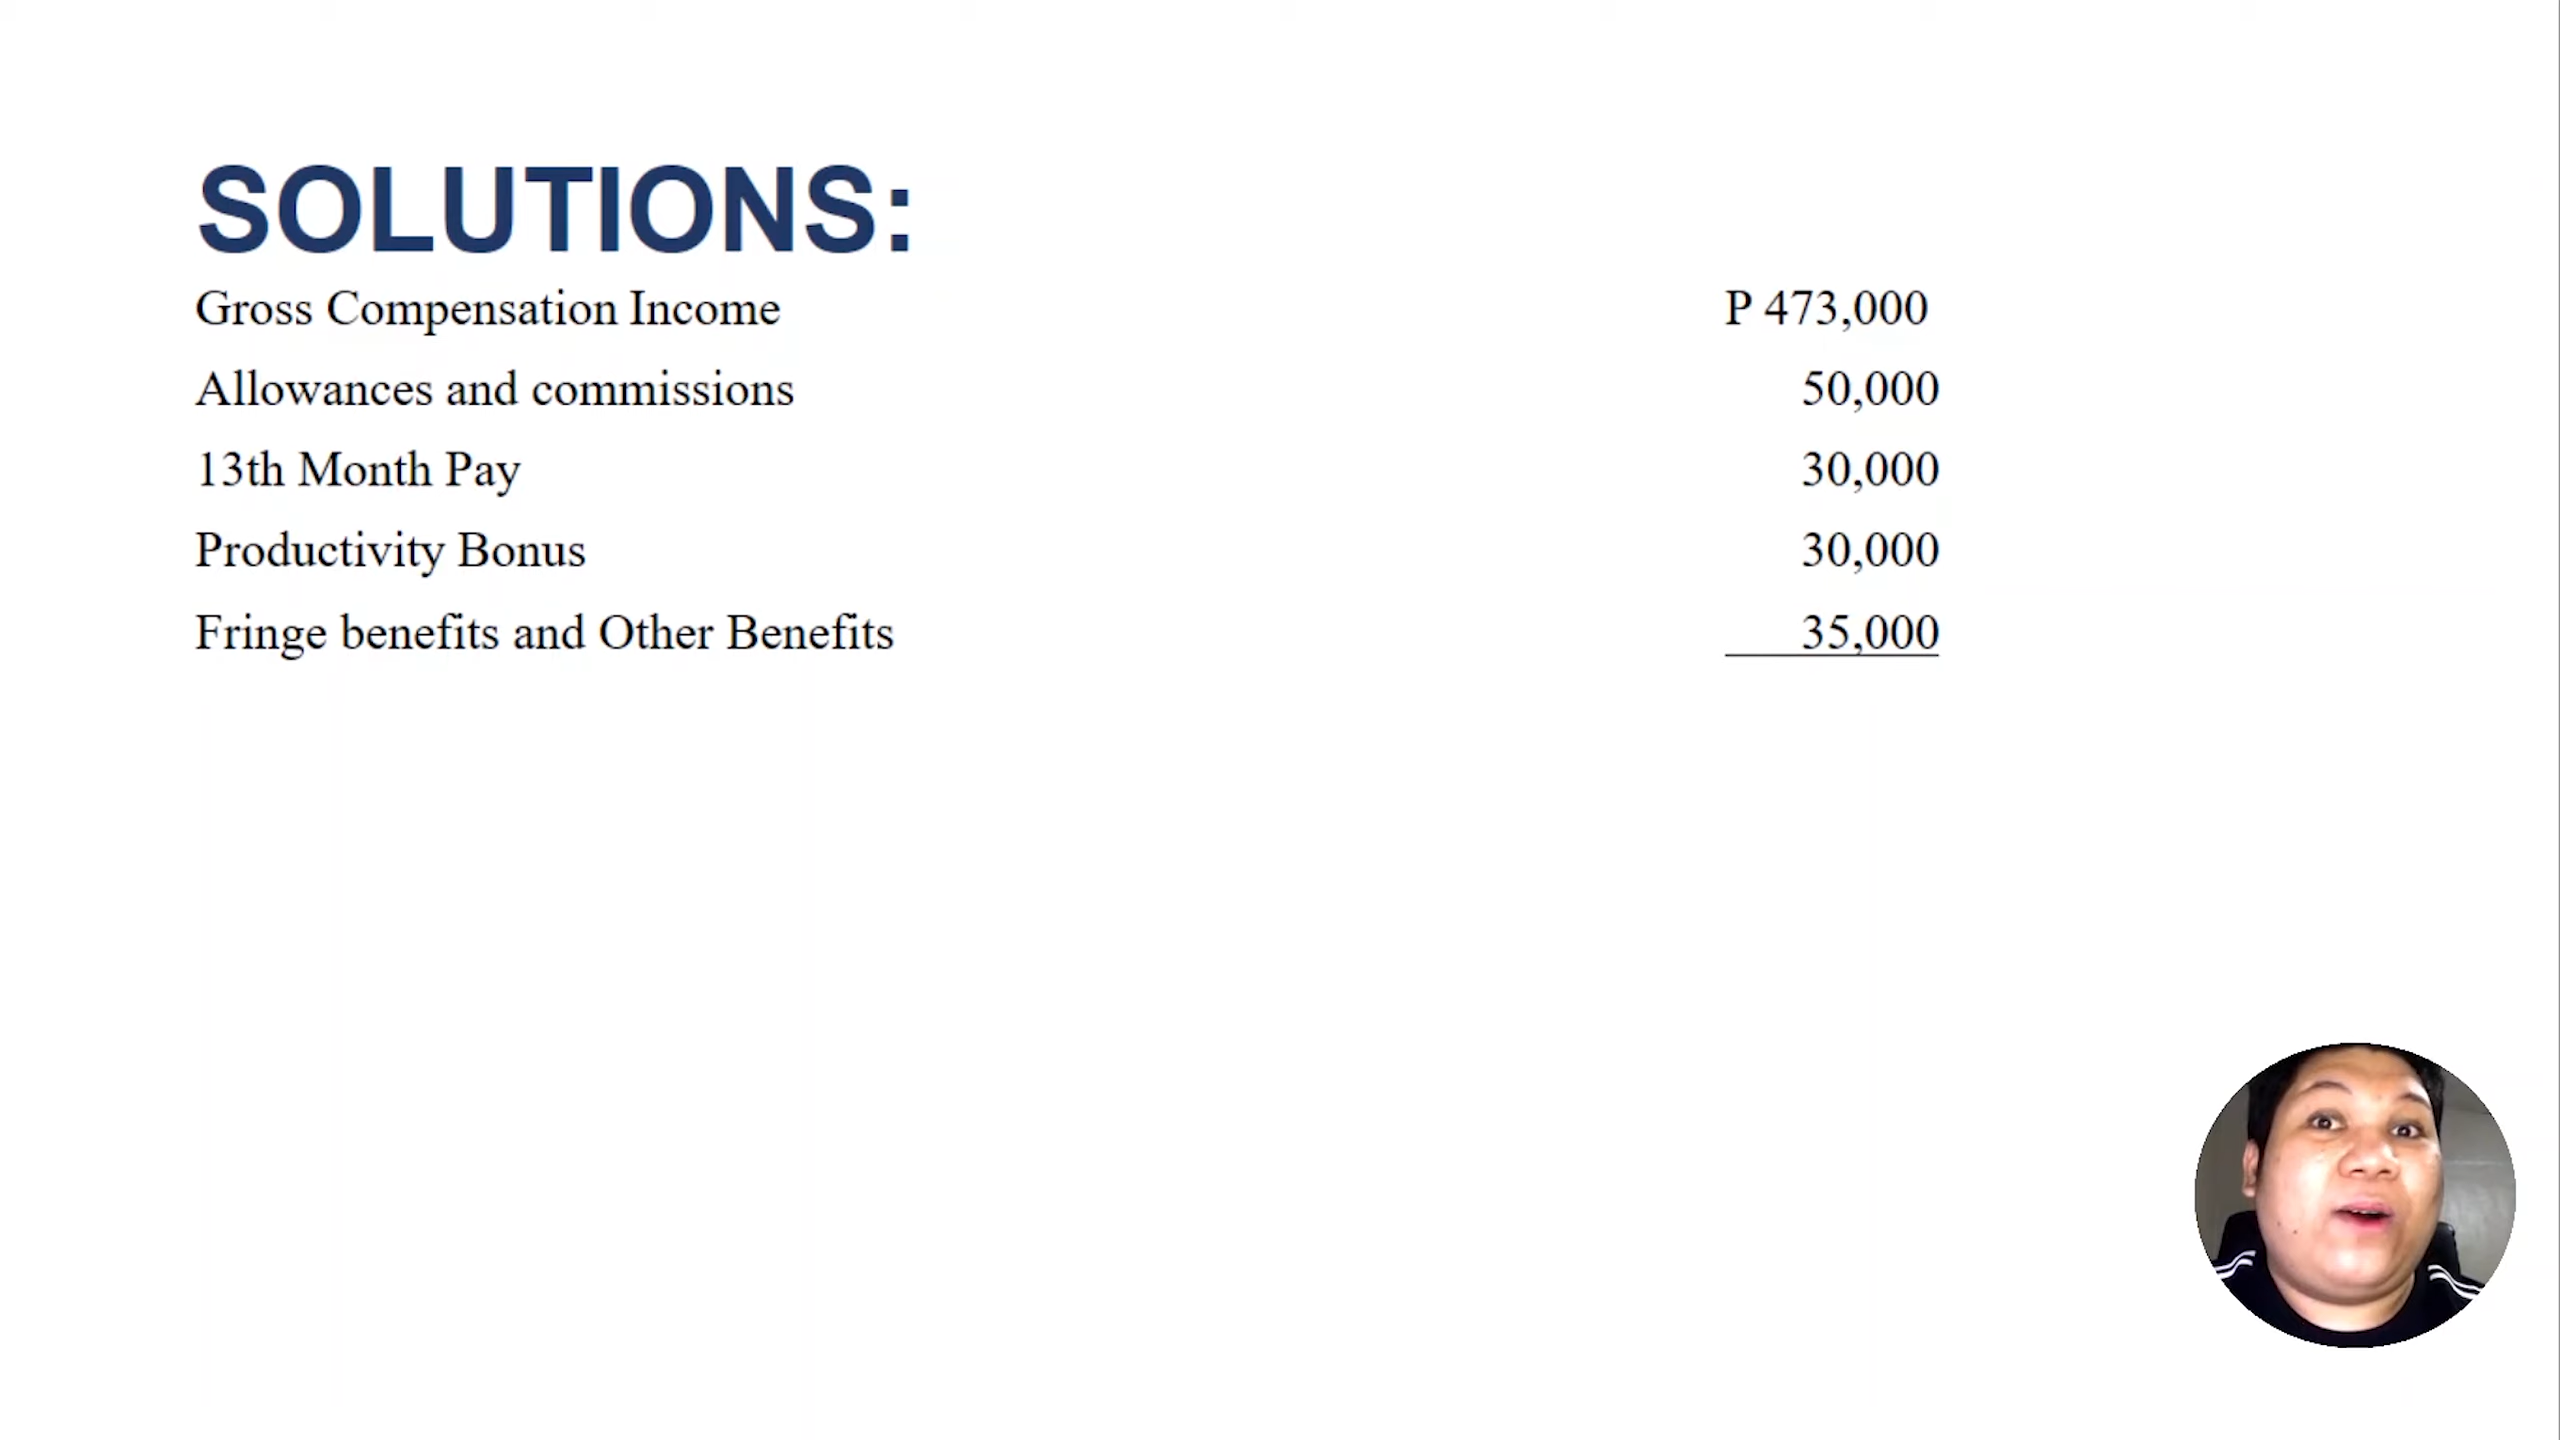 SOLUTIONS:
Gross Compensation Income P 473,000
Allowances and commissions 50,000
13th Month Pay 30,000
Productivity Bonus 30,000
Fringe benefits and Other Benefits 35,000